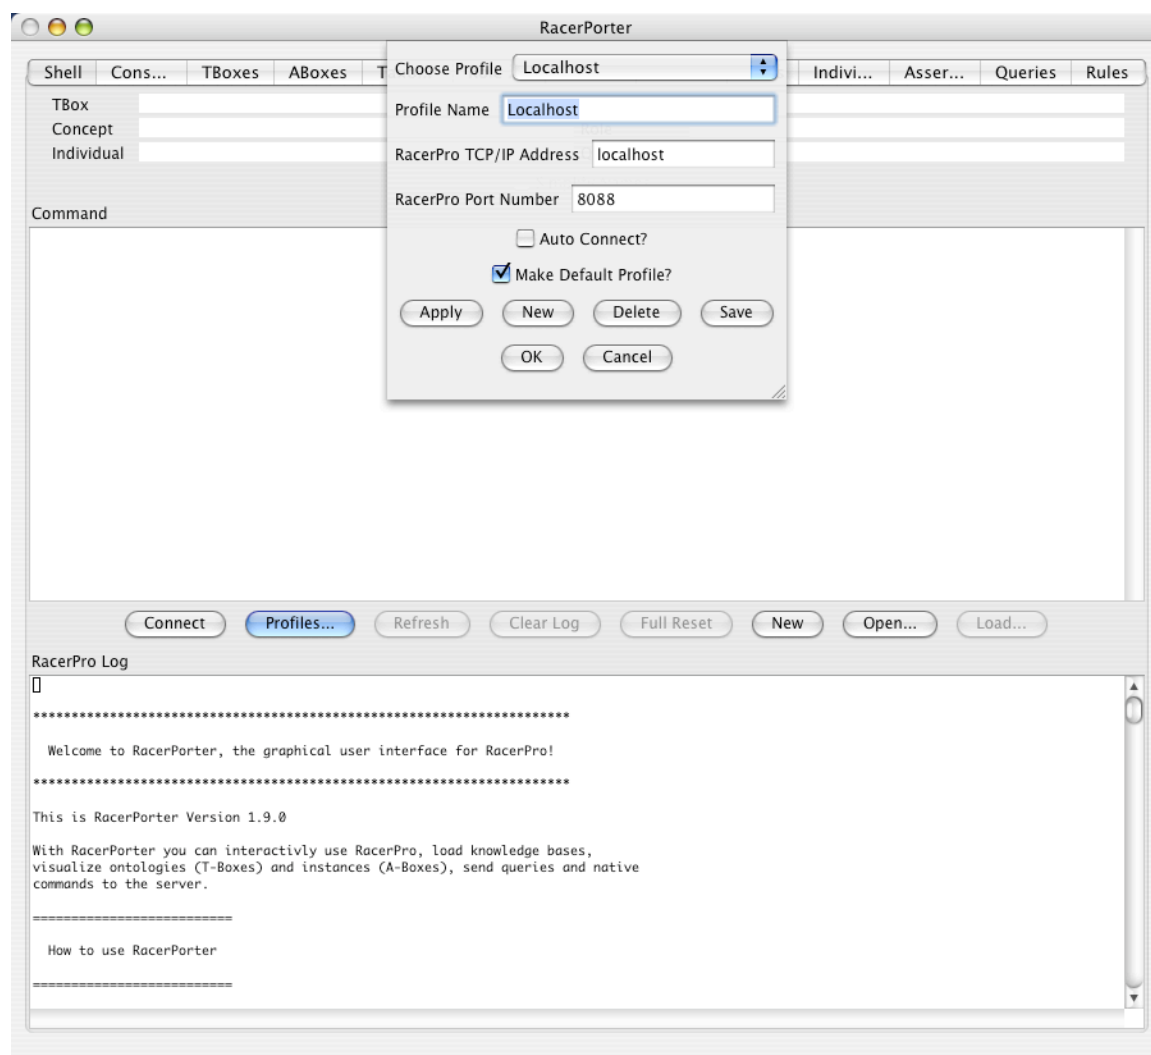 RacerPorter
Shell Cons... TBoxes ABoxes T Indivi... Asser... Queries Rules
Choose Profile Localhost
TBox
Profile Name Localhost
Concept
Individual
RacerPro TCP/IP Address localhost
RacerPro Port Number 8088
Command
Auto Connect?
Make Default Profile?
Apply New Delete Save
OK Cancel
Connect Profiles... Refresh Clear Log Full Reset New Open... Load...
RacerPro Log
**********************************************************************
Welcome to RacerPorter, the graphical user interface for RacerPro!
**********************************************************************
This is RacerPorter Version 1.9.0
With RacerPorter you can interactivly use RacerPro, load knowledge bases,
visualize ontologies (T-Boxes) and instances (A-Boxes), send queries and native
commands to the server.
==========================
How to use RacerPorter
==========================